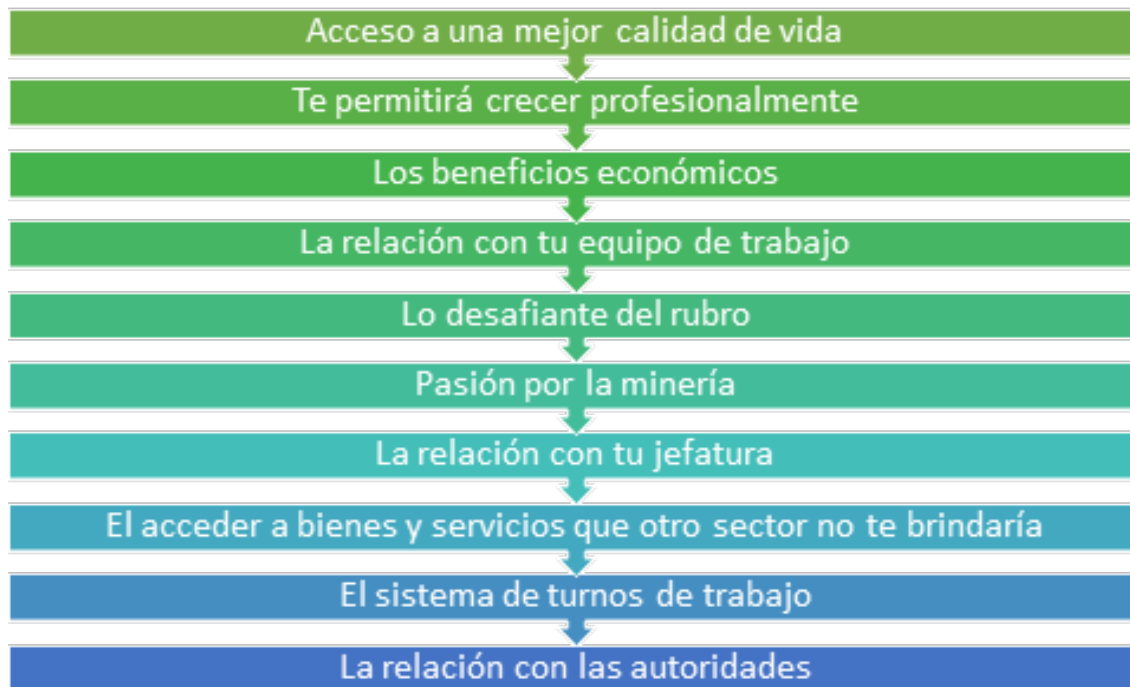 Acceso a una mejor calidad de vida
Te permitirá crecer profesionalmente
Los beneficios económicos
La relación con tu equipo de trabajo
Lo desafiante del rubro
Pasión por la minería
La relación con tu jefatura
El acceder a bienes y servicios que otro sector no te brindaría
El sistema de turnos de trabajo
La relación con las autoridades